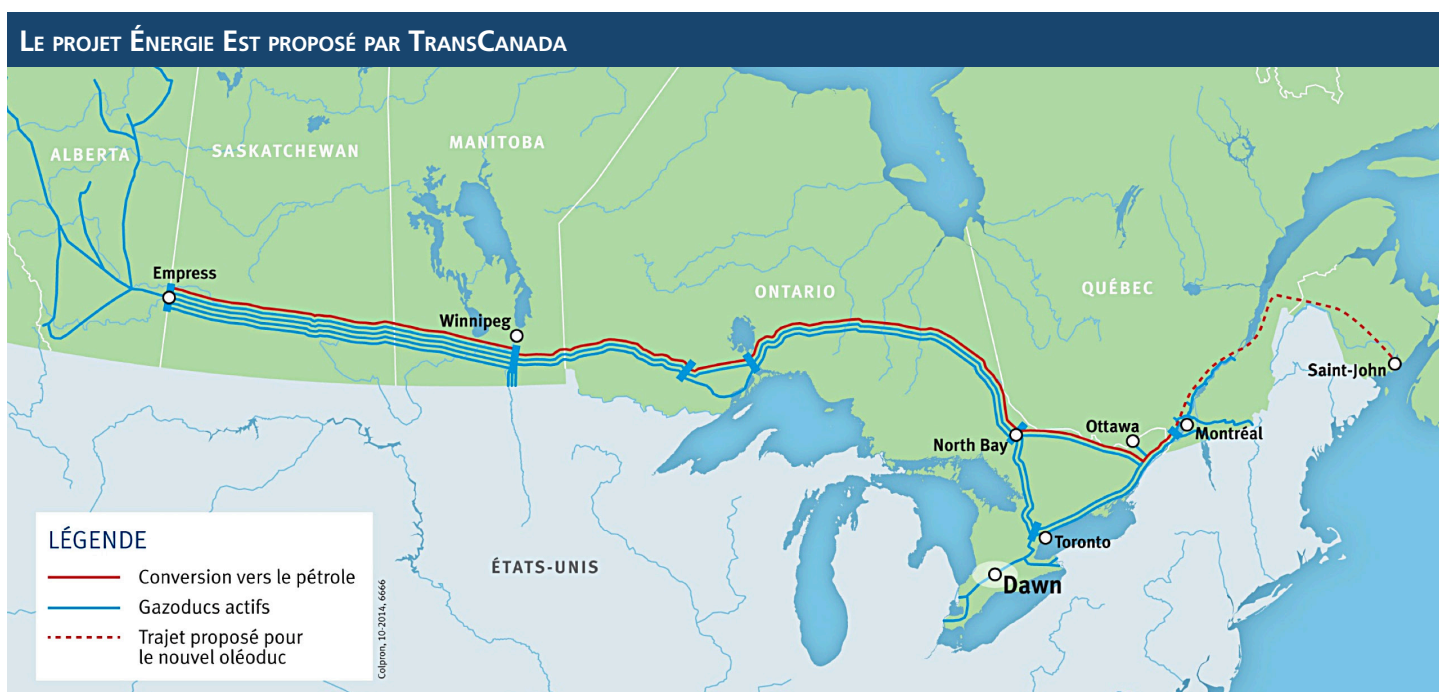 Le projet Énergie Est proposé par TransCanada
ALBERTA
SASKATCHEWAN
MANITOBA
ONTARIO
QUÉBEC
Empress
Winnipeg
Saint-John
Ottawa
Montréal
North Bay
Toronto
Dawn
ÉTATS-UNIS
LÉGENDE
Conversion vers le pétrole
Gazoducs actifs
Trajet proposé pour
le nouvel oléoduc
Colpron, 10-2014, 6666